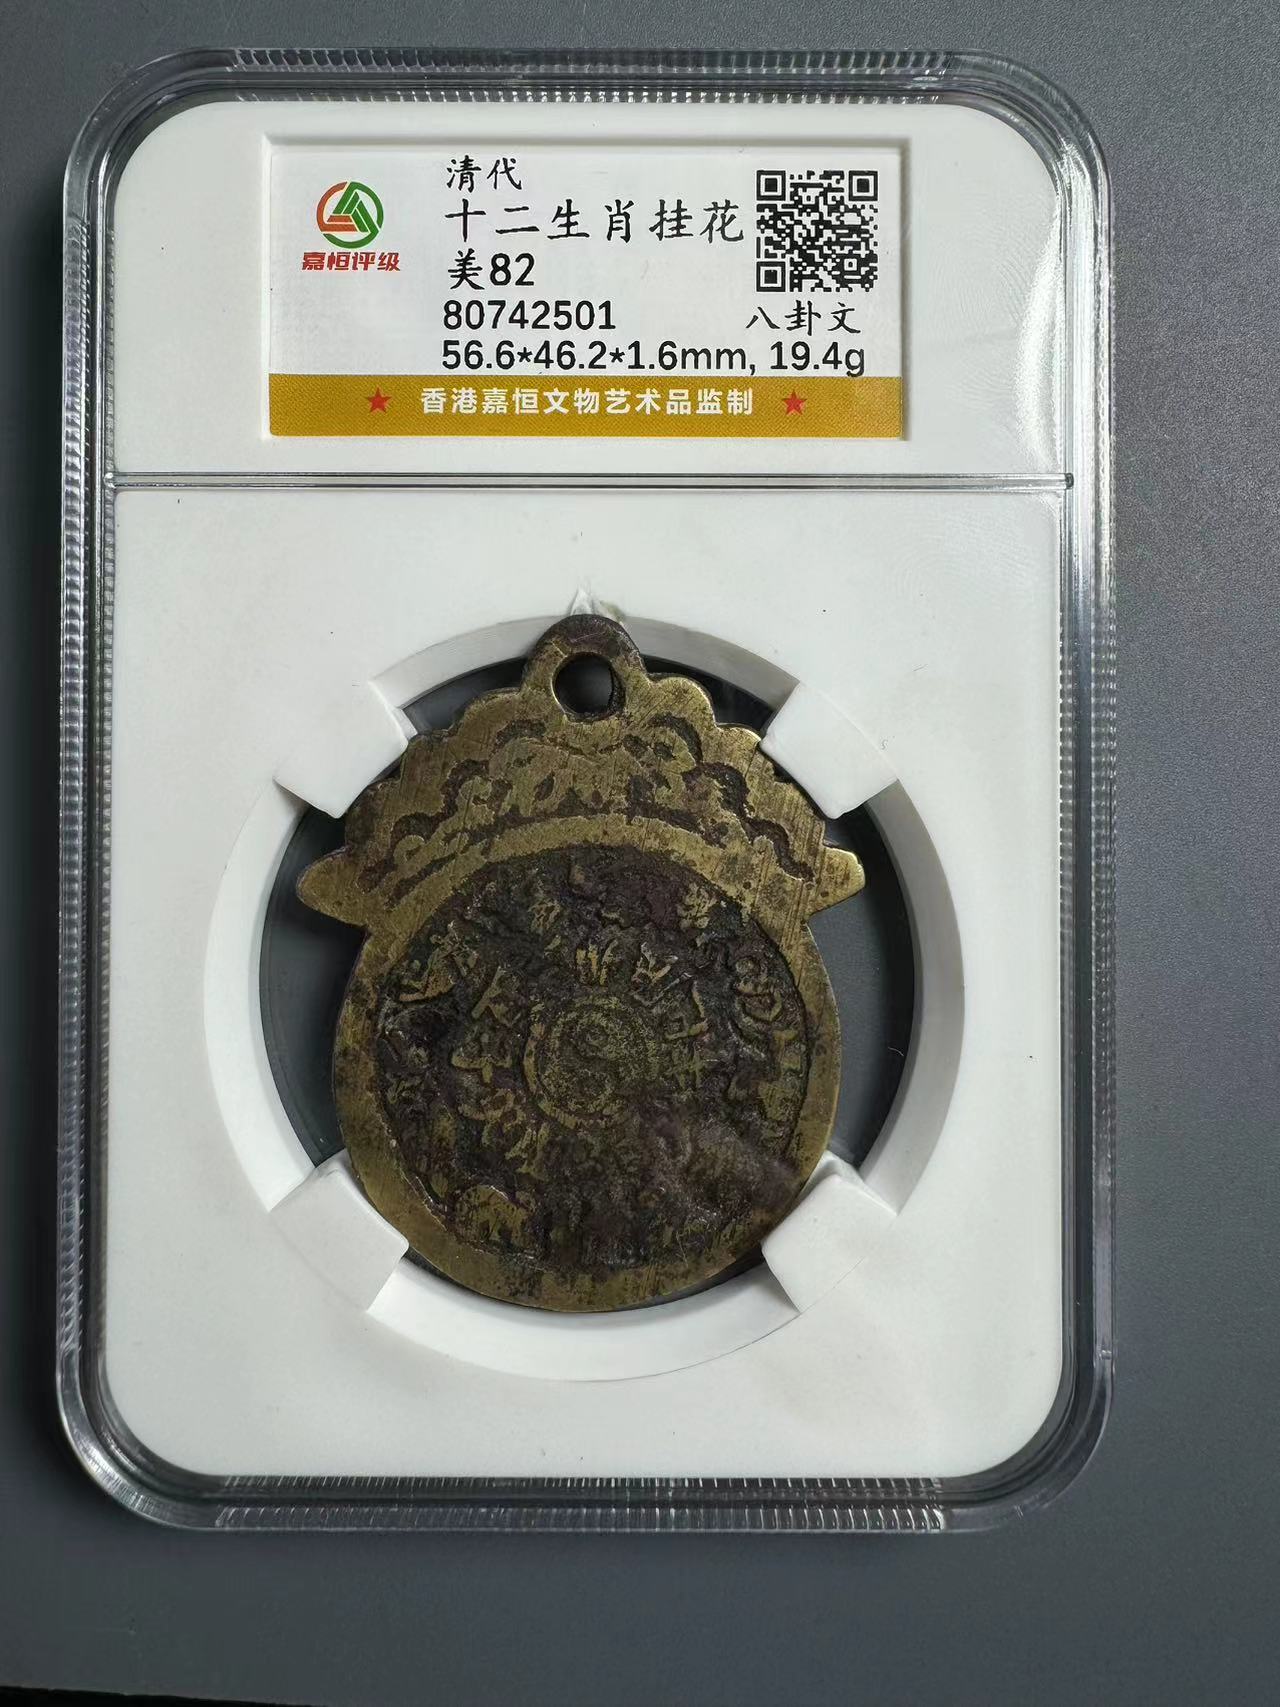 嘉恒评级
清代
十二生肖挂花
美82
80742501 八卦文
56.6*46.2*1.6mm, 19.4g
★ 香港嘉恒文物艺术品监制 ★